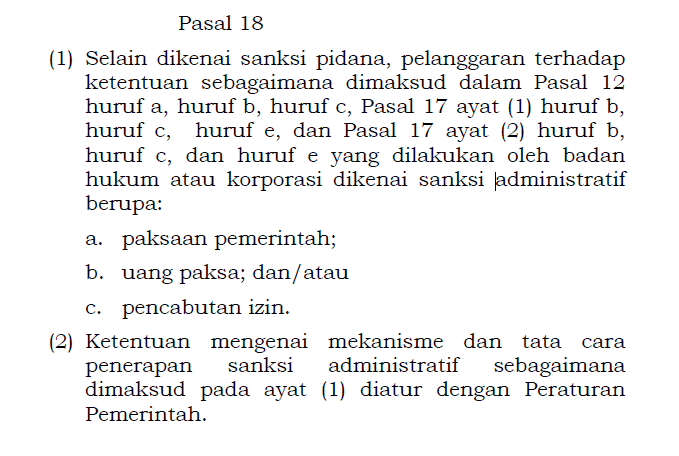 Pasal 18
(1) Selain dikenai sanksi pidana, pelanggaran terhadap
ketentuan sebagaimana dimaksud dalam Pasal 12
huruf a, huruf b, huruf c, Pasal 17 ayat (1) huruf b,
huruf c, huruf e, dan Pasal 17 ayat (2) huruf b,
huruf c, dan huruf e yang dilakukan oleh badan
hukum atau korporasi dikenai sanksi administratif
berupa:
a. paksaan pemerintah;
b. uang paksa; dan/atau
c. pencabutan izin.
(2) Ketentuan mengenai mekanisme dan tata cara
penerapan sanksi administratif sebagaimana
dimaksud pada ayat (1) diatur dengan Peraturan
Pemerintah.